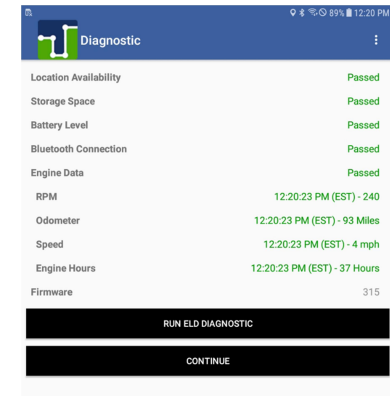 89% 12:20 PM
Diagnostic
Location Availability Passed
Storage Space Passed
Battery Level Passed
Bluetooth Connection Passed
Engine Data Passed
RPM 12:20:23 PM (EST) - 240
Odometer 12:20:23 PM (EST) - 93 Miles
Speed 12:20:23 PM (EST) - 4 mph
Engine Hours 12:20:23 PM (EST) - 37 Hours
Firmware 315
RUN ELD DIAGNOSTIC
CONTINUE